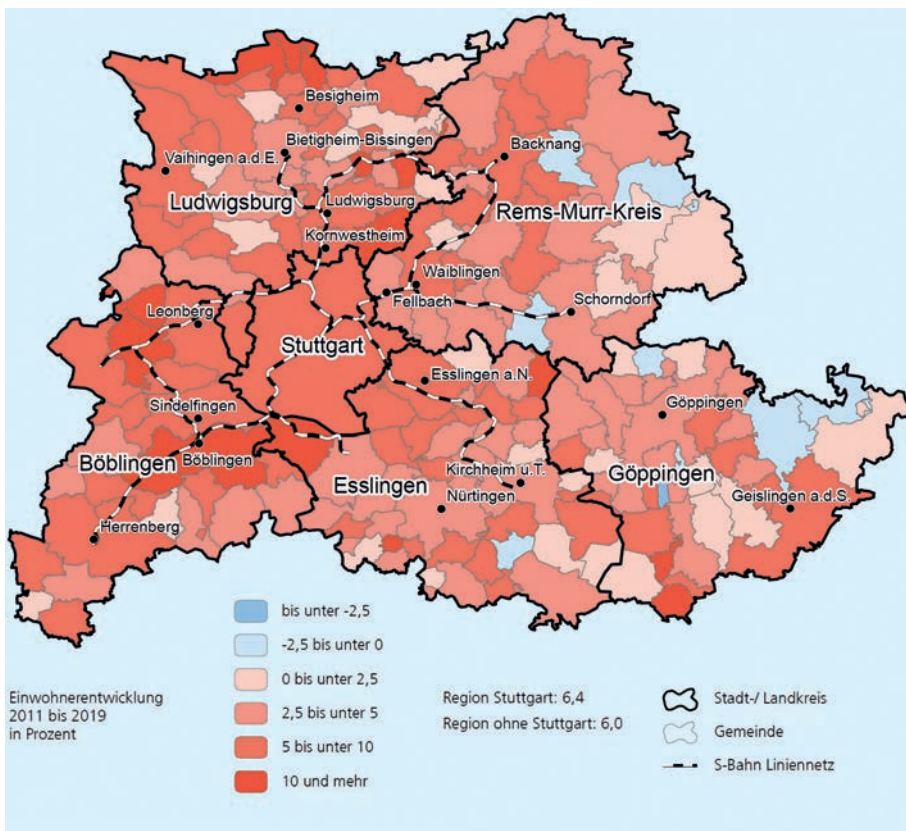 Besigheim
Bietigheim-Bissingen
Backnang
Vaihingen a.d.E.
Ludwigsburg
Ludwigsburg
Rems-Murr-Kreis
Kornwestheim
Waiblingen
Fellbach
Schorndorf
Leonberg
Stuttgart
Esslingen a.N.
Sindelfingen
Göppingen
Böblingen
Böblingen
Kirchheim u.T.
Esslingen
Göppingen
Nürtingen
Geislingen a.d.S.
Herrenberg
bis unter -2,5
-2,5 bis unter 0
0 bis unter 2,5
2,5 bis unter 5
5 bis unter 10
10 und mehr
Einwohnerentwicklung
2011 bis 2019
in Prozent
Region Stuttgart: 6,4
Region ohne Stuttgart: 6,0
Stadt-/ Landkreis
Gemeinde
S-Bahn Liniennetz